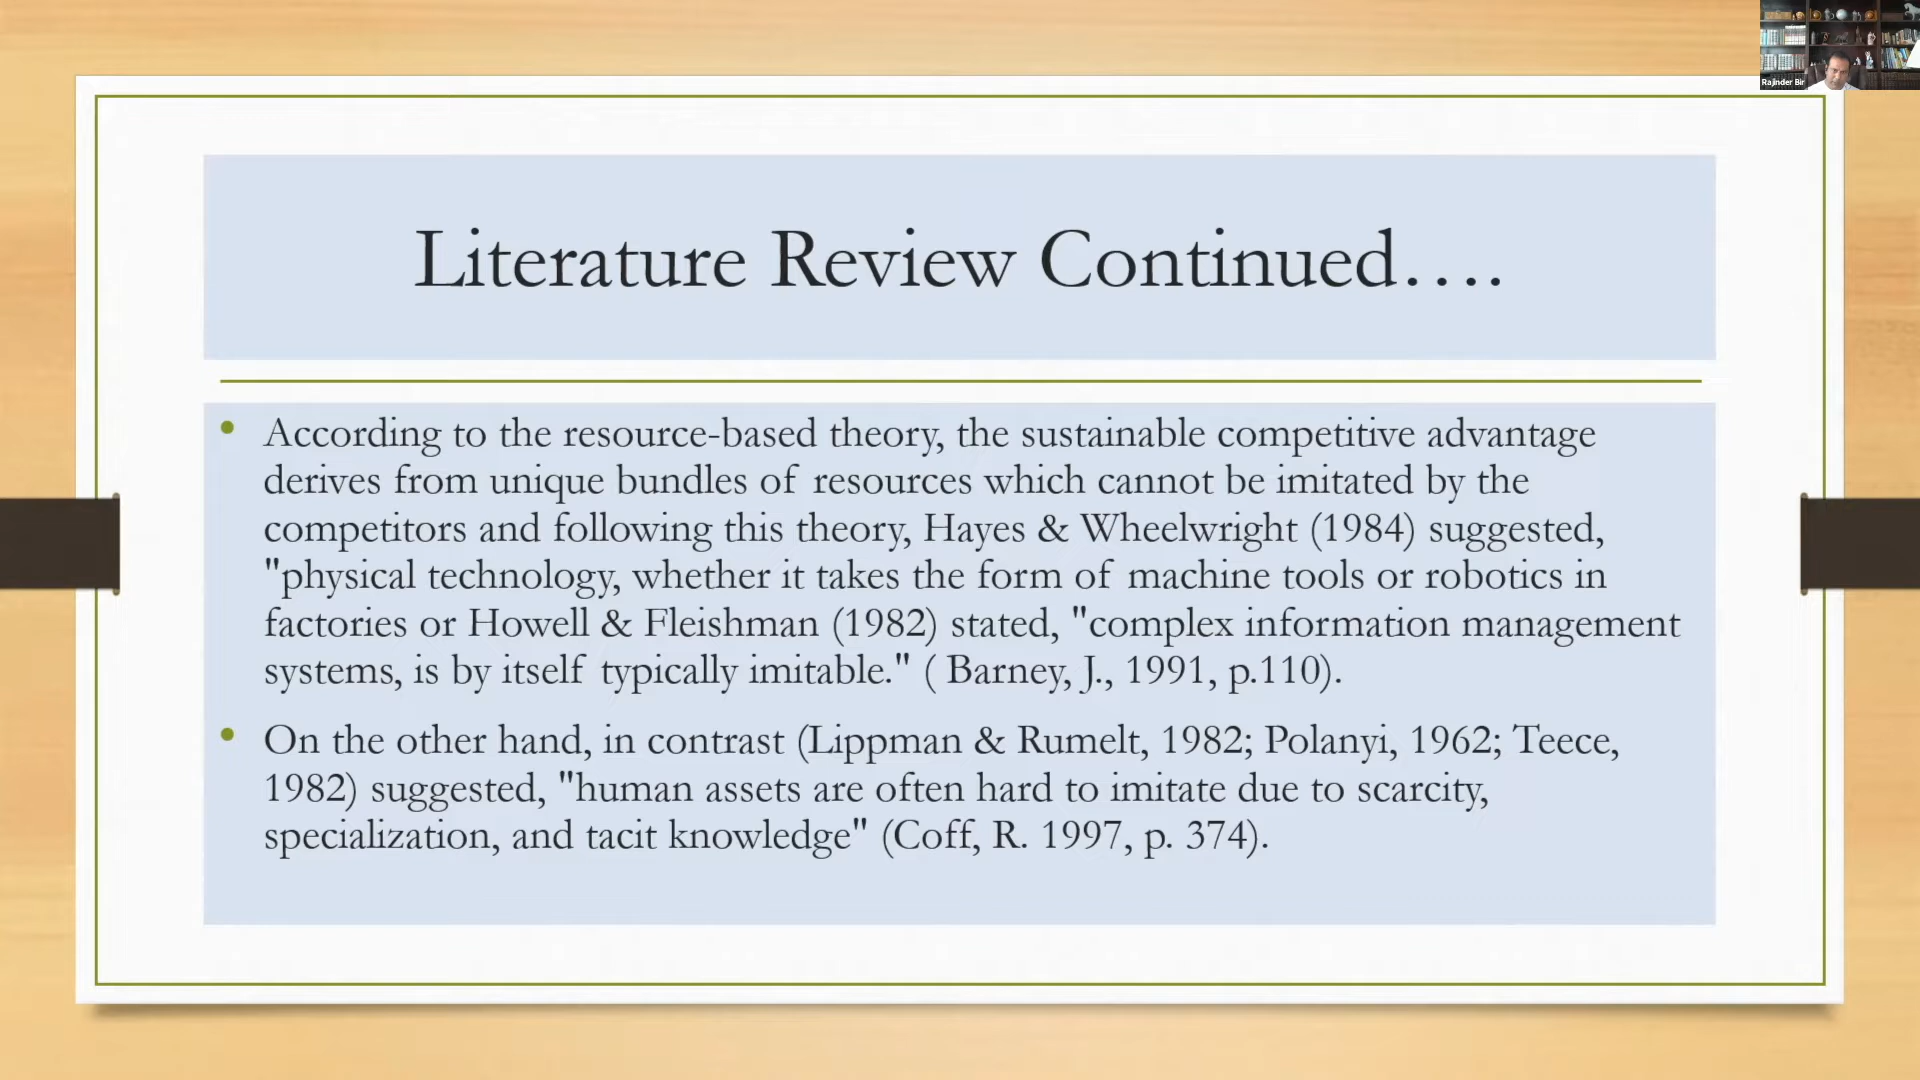 Rajinder Bir
Literature Review Continued….
• According to the resource-based theory, the sustainable competitive advantage
derives from unique bundles of resources which cannot be imitated by the
competitors and following this theory, Hayes & Wheelwright (1984) suggested,
"physical technology, whether it takes the form of machine tools or robotics in
factories or Howell & Fleishman (1982) stated, "complex information management
systems, is by itself typically imitable." ( Barney, J., 1991, p.110).
• On the other hand, in contrast (Lippman & Rumelt, 1982; Polanyi, 1962; Teece,
1982) suggested, "human assets are often hard to imitate due to scarcity,
specialization, and tacit knowledge" (Coff, R. 1997, p. 374).